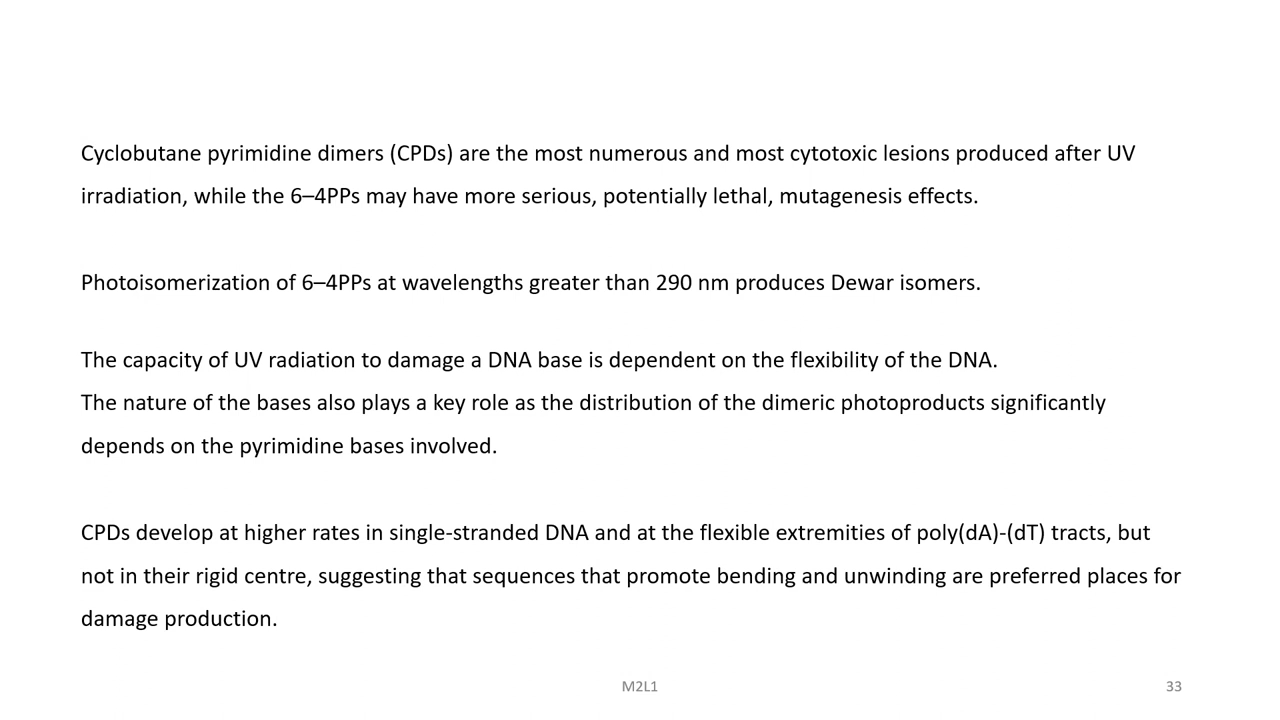 Cyclobutane pyrimidine dimers (CPDs) are the most numerous and most cytotoxic lesions produced after UV
irradiation, while the 6–4PPs may have more serious, potentially lethal, mutagenesis effects.
Photoisomerization of 6–4PPs at wavelengths greater than 290 nm produces Dewar isomers.
The capacity of UV radiation to damage a DNA base is dependent on the flexibility of the DNA.
The nature of the bases also plays a key role as the distribution of the dimeric photoproducts significantly
depends on the pyrimidine bases involved.
CPDs develop at higher rates in single-stranded DNA and at the flexible extremities of poly(dA)-(dT) tracts, but
not in their rigid centre, suggesting that sequences that promote bending and unwinding are preferred places for
damage production.
M2L1
33